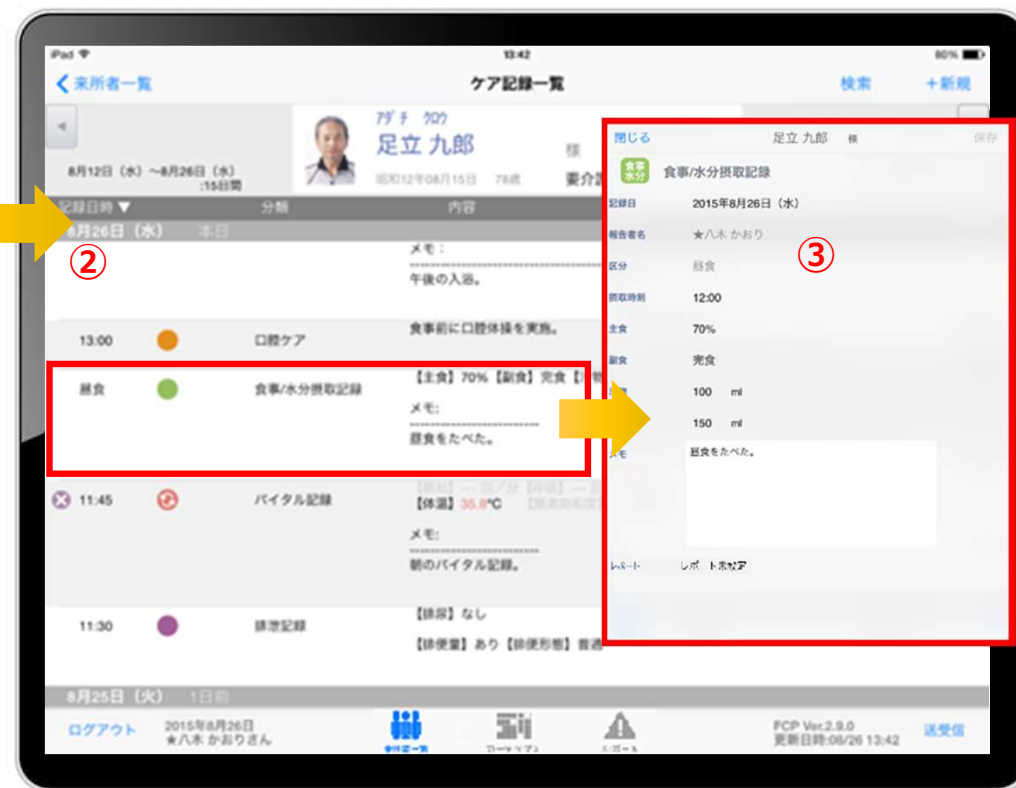 iPad
13:42
80%
来所者一覧
ケア記録一覧
検索
+新規
アダチ クロウ
足立 九郎
様
8月12日(水)~8月26日(水)
:15日間
昭和12年08月15日 78歳 要介護
記録日時▼ 分類 内容
8月26日(水) 本日
②
メモ:
午後の入浴。
13:00 口腔ケア 食事前に口腔体操を実施。
昼食 食事/水分摂取記録 【主食】70%【副食】完食
メモ:
昼食をたべた。
11:45 バイタル記録
【体温】35.8℃
メモ:
朝のバイタル記録。
11:30 排泄記録 【排尿】なし
【排便量】あり【排便形態】普通
8月25日(火) 1日前
ログアウト
2015年8月26日
★八木 かおりさん
FCP Ver.2.9.0
更新日時:08/26 13:42
送受信
閉じる 足立 九郎 様 保存
食事
水分
食事/水分摂取記録
記録日 2015年8月26日(水)
報告者名 ★八木 かおり
③
区分 昼食
摂取時刻 12:00
主食 70%
副食 完食
100 ml
150 ml
メモ 昼食をたべた。
レポート